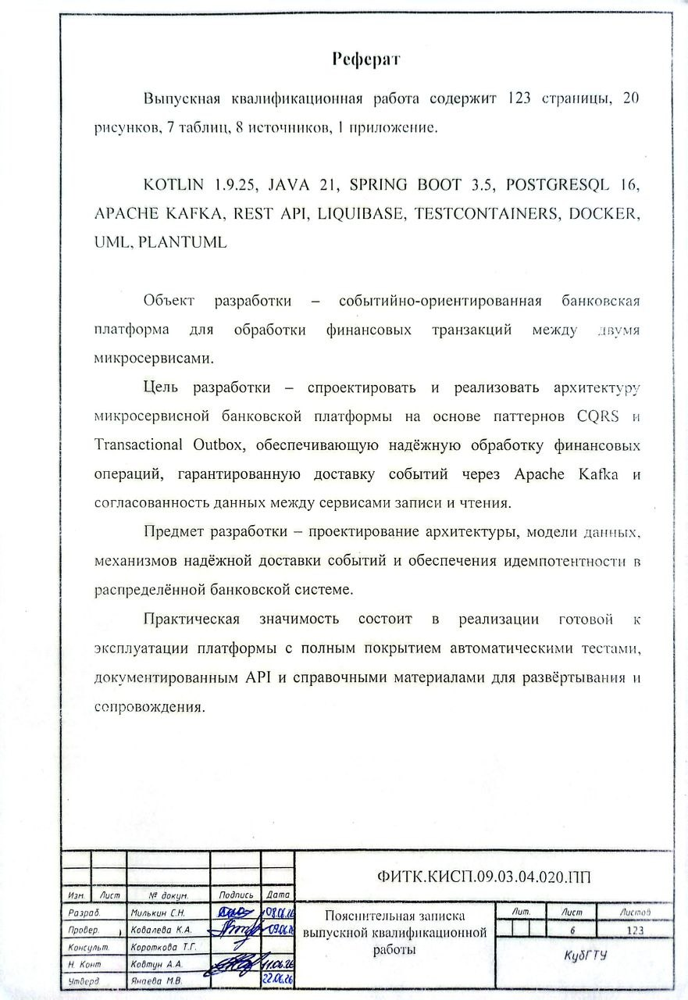 Реферат
Выпускная квалификационная работа содержит 123 страницы, 20
рисунков, 7 таблиц, 8 источников, 1 приложение.
KOTLIN 1.9.25, JAVA 21, SPRING BOOT 3.5, POSTGRESQL 16,
APACHE KAFKA, REST API, LIQUIBASE, TESTCONTAINERS, DOCKER,
UML, PLANTUML
Объект разработки – событийно-ориентированная банковская
платформа для обработки финансовых транзакций между двумя
микросервисами.
Цель разработки – спроектировать и реализовать архитектуру
микросервисной банковской платформы на основе паттернов CQRS и
Transactional Outbox, обеспечивающую надёжную обработку финансовых
операций, гарантированную доставку событий через Apache Kafka и
согласованность данных между сервисами записи и чтения.
Предмет разработки – проектирование архитектуры, модели данных,
механизмов надёжной доставки событий и обеспечения идемпотентности в
распределённой банковской системе.
Практическая значимость состоит в реализации готовой к
эксплуатации платформы с полным покрытием автоматическими тестами,
документированным API и справочными материалами для развёртывания и
сопровождения.
ФИТК.КИСП.09.03.04.020.ПП
Изм. Лист № докум. Подпись Дата
Разраб. Милькин С.Н. 08.06.26
Провер. Ковалева К.А. 09.06.26
Консульт. Короткова Т.Г.
Н. Конт Ковтун А.А. 11.06.26
Утверд. Янаева М.В. 22.06.26
Пояснительная записка
выпускной квалификационной
работы
Лит. Лист Листов
6 123
КубГТУ